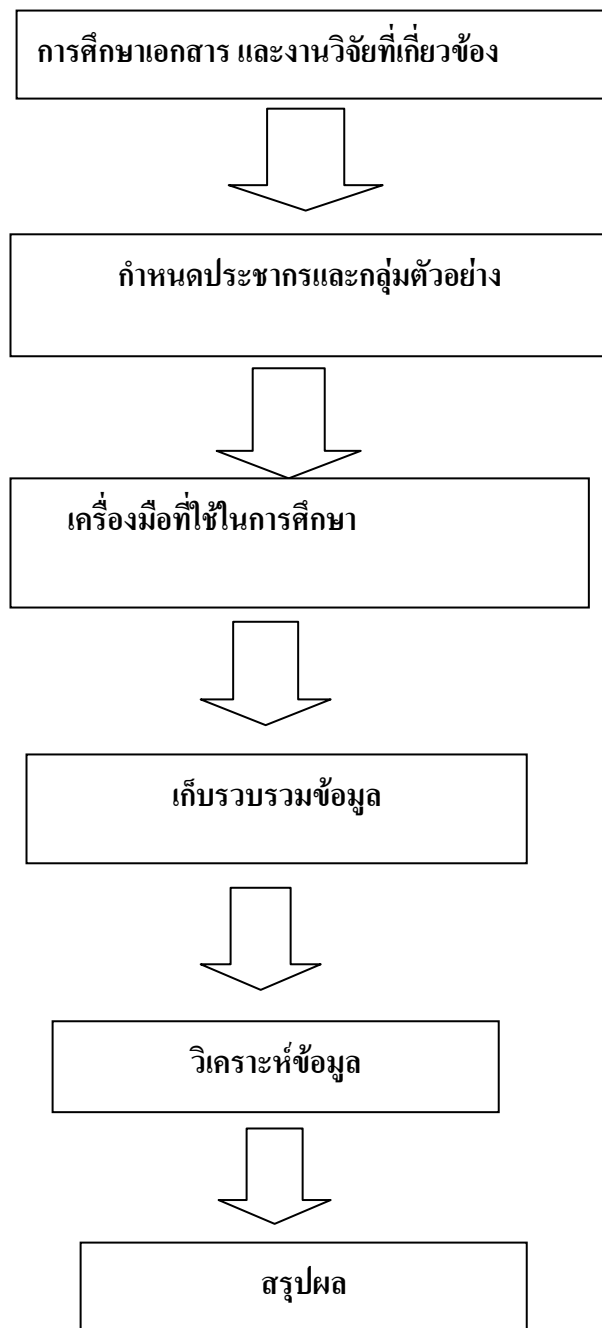 การศึกษาเอกสาร และงานวิจัยที่เกี่ยวข้อง
กำหนดประชากรและกลุ่มตัวอย่าง
เครื่องมือที่ใช้ในการศึกษา
เก็บรวบรวมข้อมูล
วิเคราะห์ข้อมูล
สรุปผล